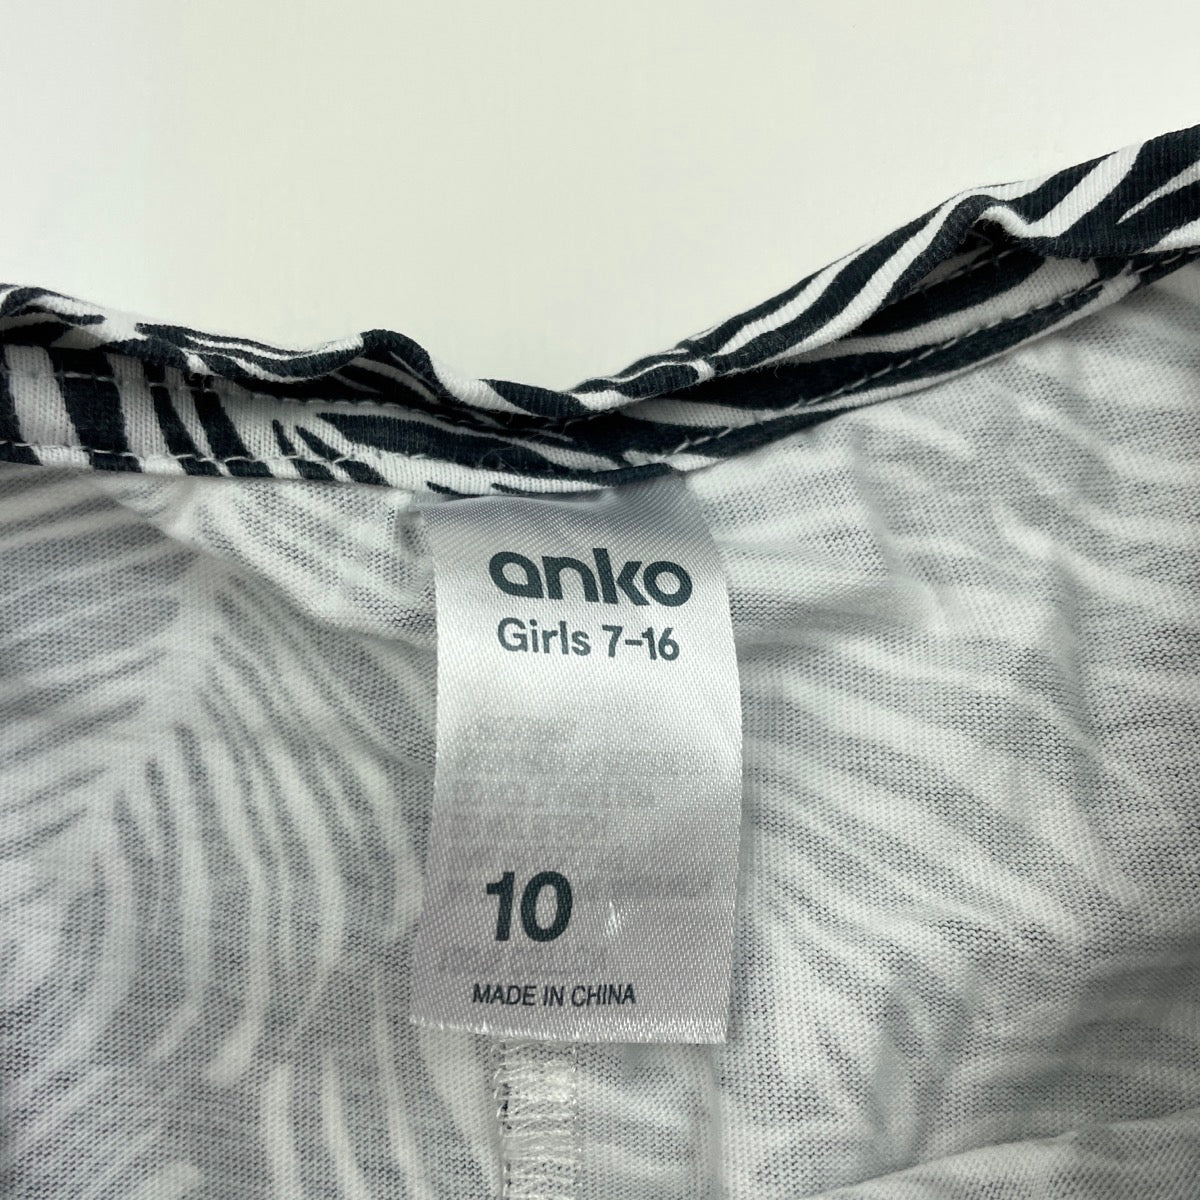 anko
Girls 7-16
10
MADE IN CHINA